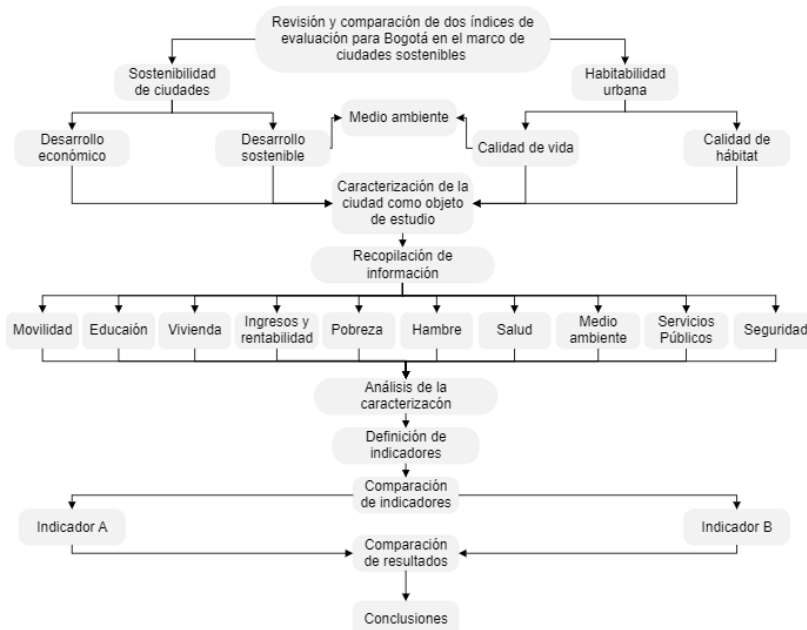 Revisión y comparación de dos índices de
evaluación para Bogotá en el marco de
ciudades sostenibles
Sostenibilidad
de ciudades
Habitabilidad
urbana
Medio ambiente
Desarrollo
económico
Desarrollo
sostenible
Calidad de vida
Calidad de
hábitat
Caracterización de la
ciudad como objeto
de estudio
Recopilación de
información
Movilidad
Educaión
Vivienda
Ingresos y
rentabilidad
Pobreza
Hambre
Salud
Medio
ambiente
Servicios
Públicos
Seguridad
Análisis de la
caracterizacón
Definición de
indicadores
Comparación
de indicadores
Indicador A
Indicador B
Comparación
de resultados
Conclusiones